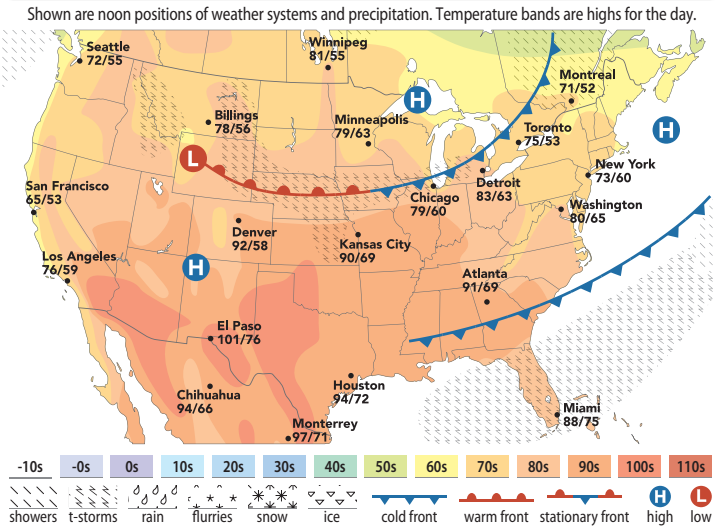 Shown are noon positions of weather systems and precipitation. Temperature bands are highs for the day.
Seattle
72/55
Winnipeg
81/55
Montreal
71/52
H
Billings
78/56
Minneapolis
79/63
Toronto
75/53
H
L
New York
73/60
San Francisco
65/53
Chicago
79/60
Detroit
83/63
Washington
80/65
Denver
92/58
Kansas City
90/69
Los Angeles
76/59
H
Atlanta
91/69
El Paso
101/76
Chihuahua
94/66
Houston
94/72
Monterrey
97/71
Miami
88/75
-10s -0s 0s 10s 20s 30s 40s 50s 60s 70s 80s 90s 100s 110s
H L
showers t-storms rain flurries snow ice cold front warm front stationary front high low